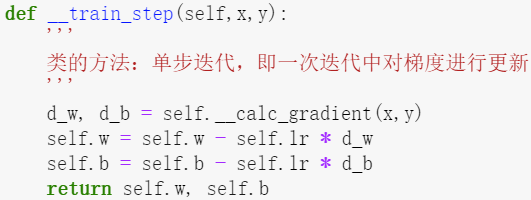 def __train_step(self,x,y):
    '''
    类的方法：单步迭代，即一次迭代中对梯度进行更新
    '''
    d_w, d_b = self.__calc_gradient(x,y)
    self.w = self.w - self.lr * d_w
    self.b = self.b - self.lr * d_b
    return self.w, self.b